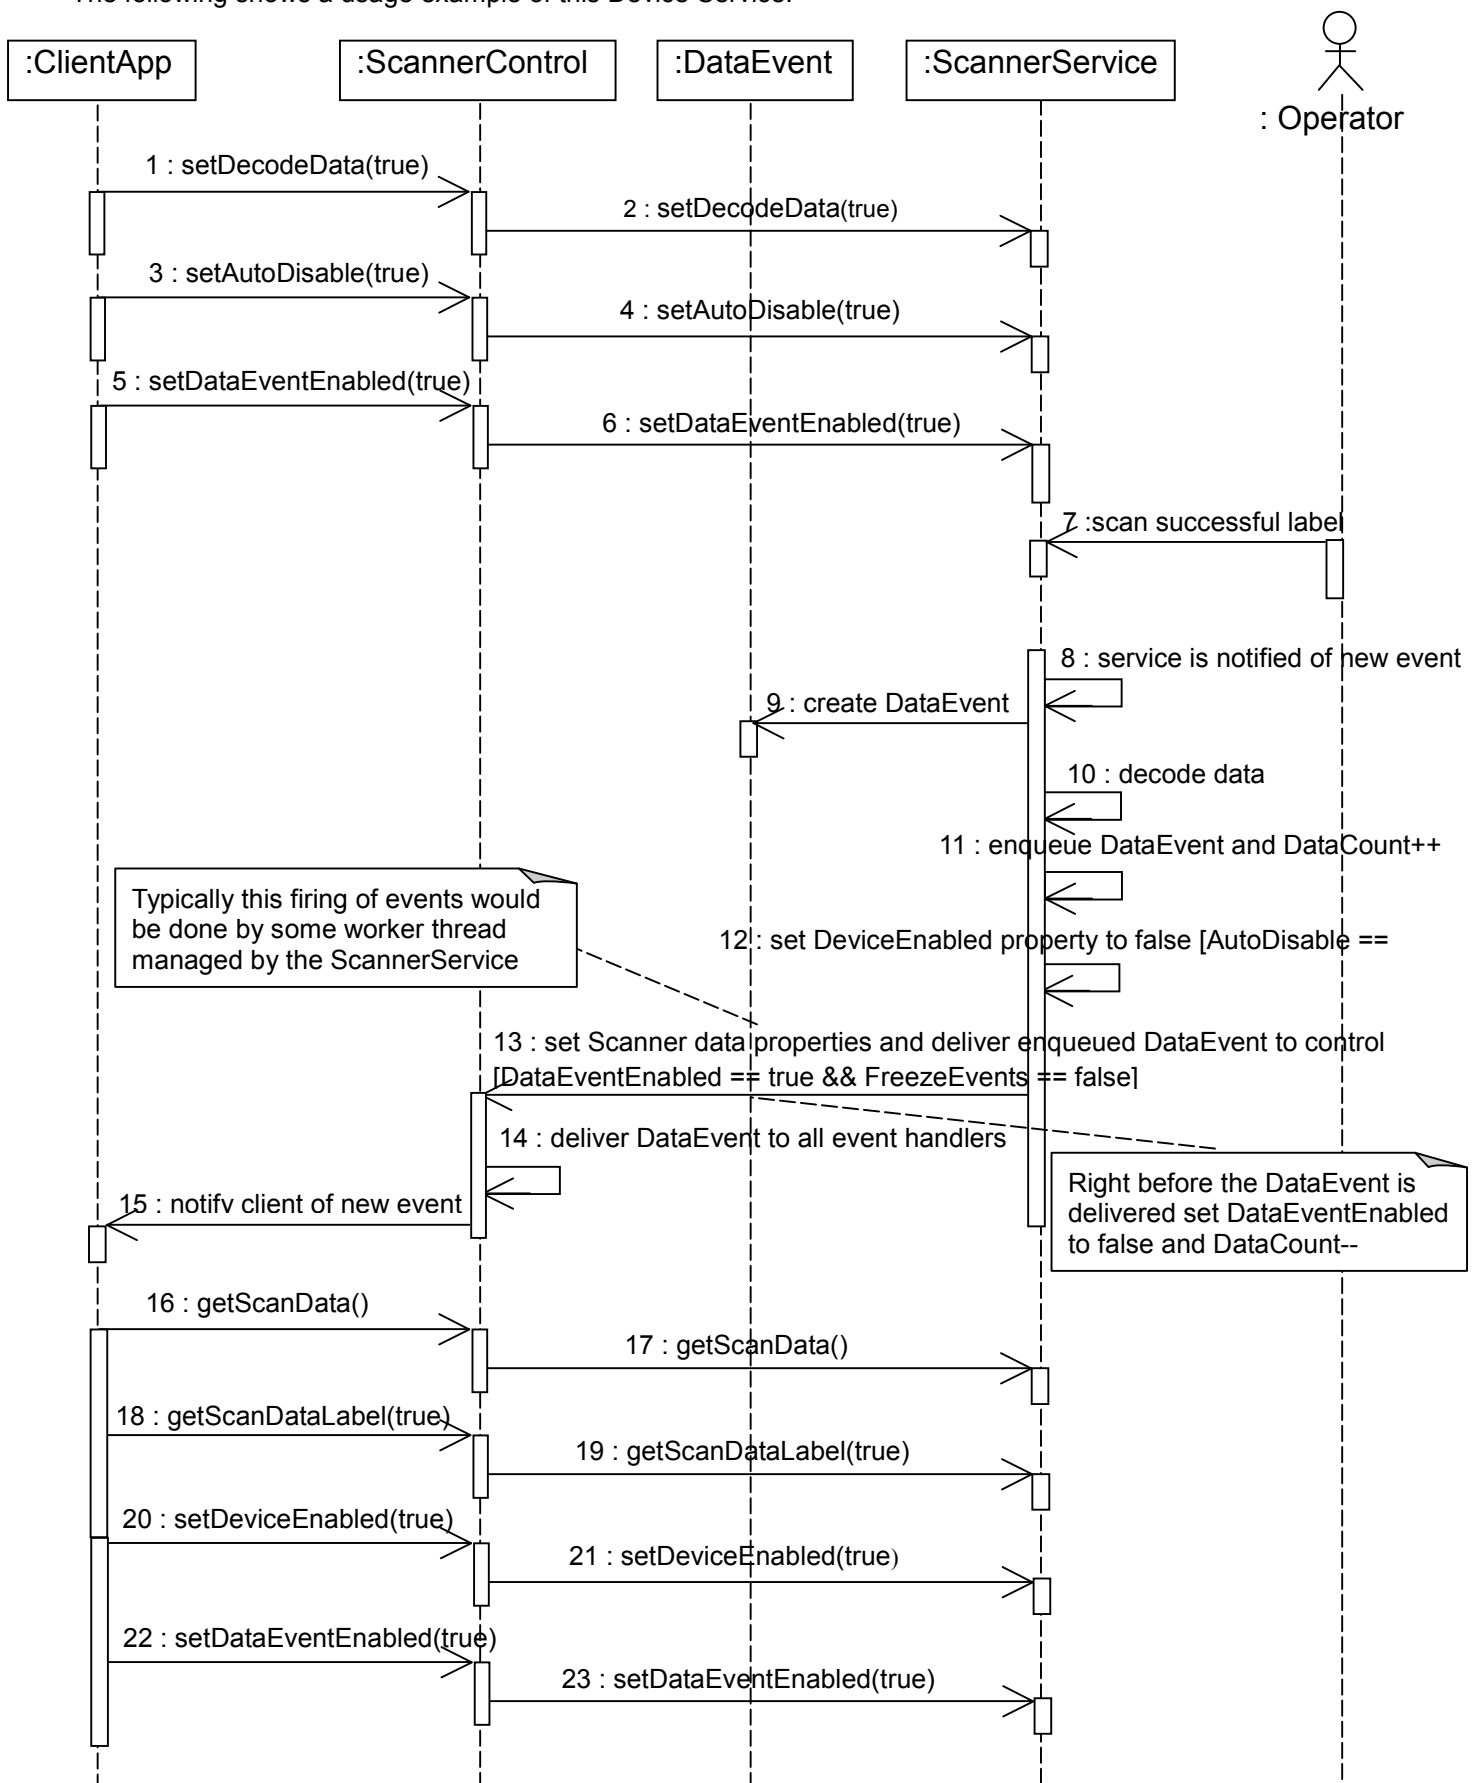 The following shows a usage example of this Device Service.
:ClientApp
:ScannerControl
:DataEvent
:ScannerService
: Operator
1 : setDecodeData(true)
2 : setDecodeData(true)
3 : setAutoDisable(true)
4 : setAutoDisable(true)
5 : setDataEventEnabled(true)
6 : setDataEventEnabled(true)
7 :scan successful label
8 : service is notified of new event
9 : create DataEvent
10 : decode data
11 : enqueue DataEvent and DataCount++
Typically this firing of events would
be done by some worker thread
managed by the ScannerService
12 : set DeviceEnabled property to false [AutoDisable ==
13 : set Scanner data properties and deliver enqueued DataEvent to control
[DataEventEnabled == true && FreezeEvents == false]
14 : deliver DataEvent to all event handlers
15 : notify client of new event
Right before the DataEvent is
delivered set DataEventEnabled
to false and DataCount--
16 : getScanData()
17 : getScanData()
18 : getScanDataLabel(true)
19 : getScanDataLabel(true)
20 : setDeviceEnabled(true)
21 : setDeviceEnabled(true)
22 : setDataEventEnabled(true)
23 : setDataEventEnabled(true)